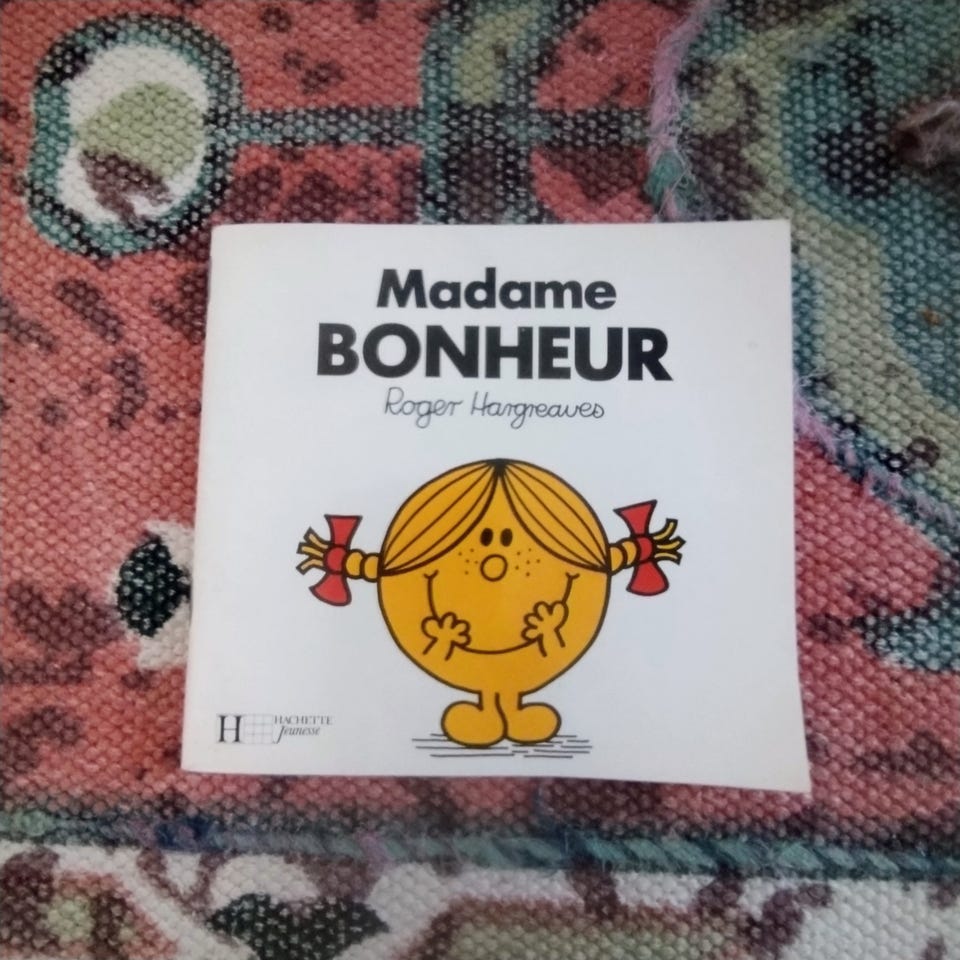 Madame
BONHEUR
Roger Hargreaves
H HACHETTE
Jeunesse